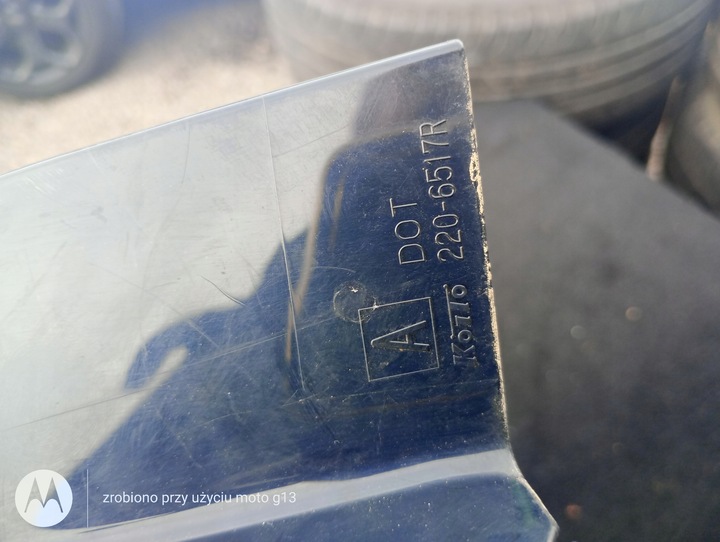 DOT
220-6517R
A
Koito
zrobiono przy użyciu moto g13